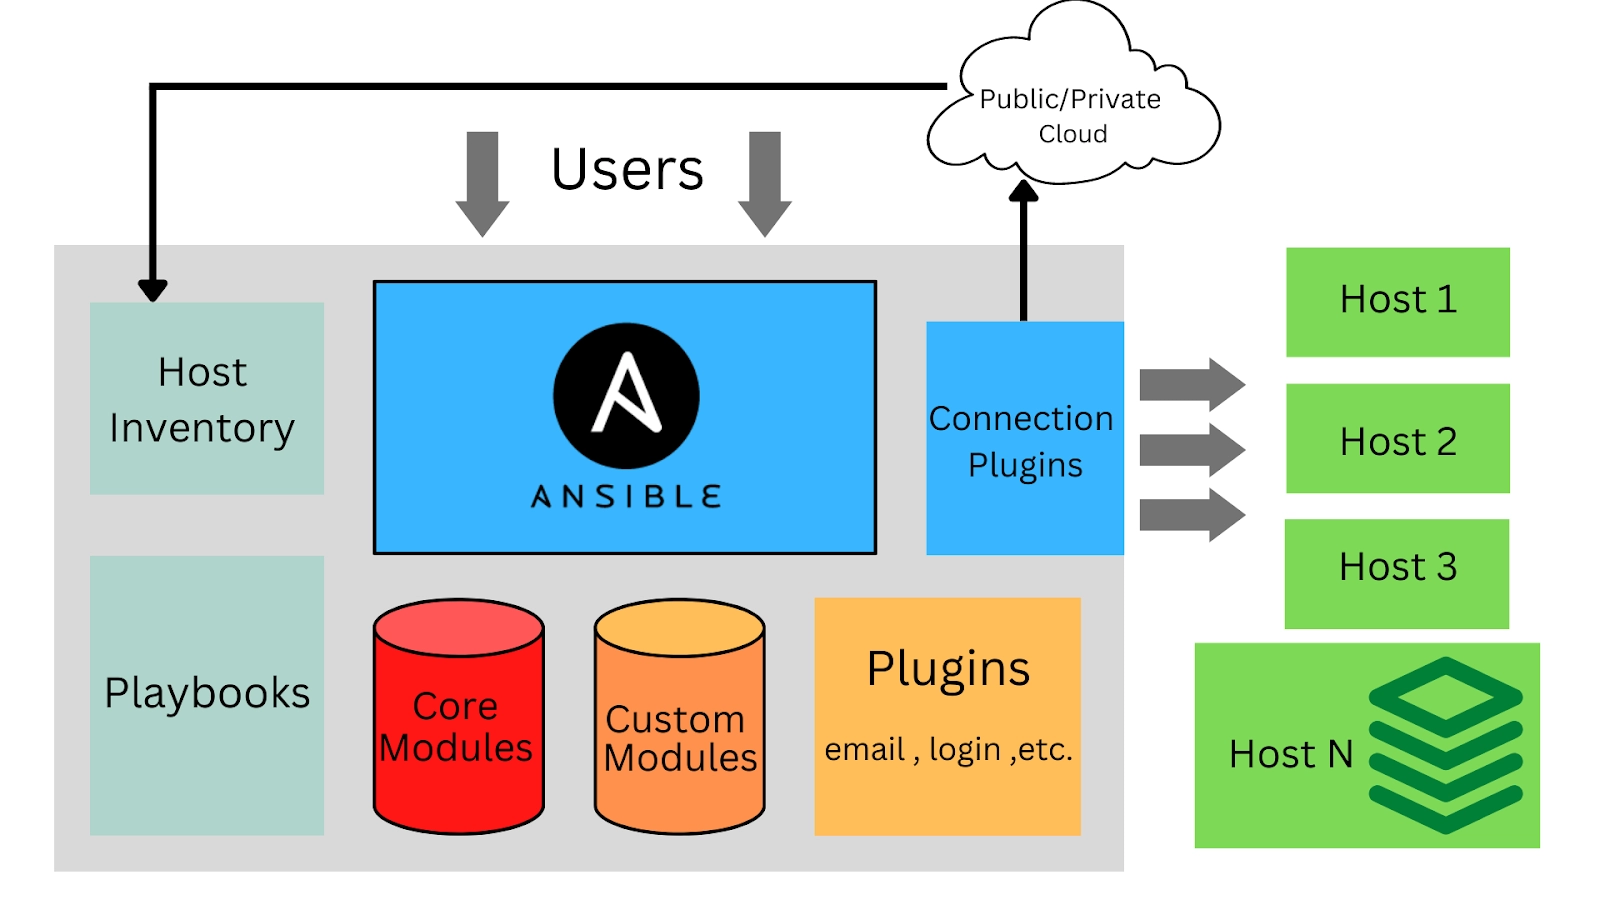 Public/Private
Cloud
Users
Host
Inventory
ANSIBLE
Connection
Plugins
Host 1
Host 2
Host 3
Host N
Playbooks
Core
Modules
Custom
Modules
Plugins
email , login ,etc.